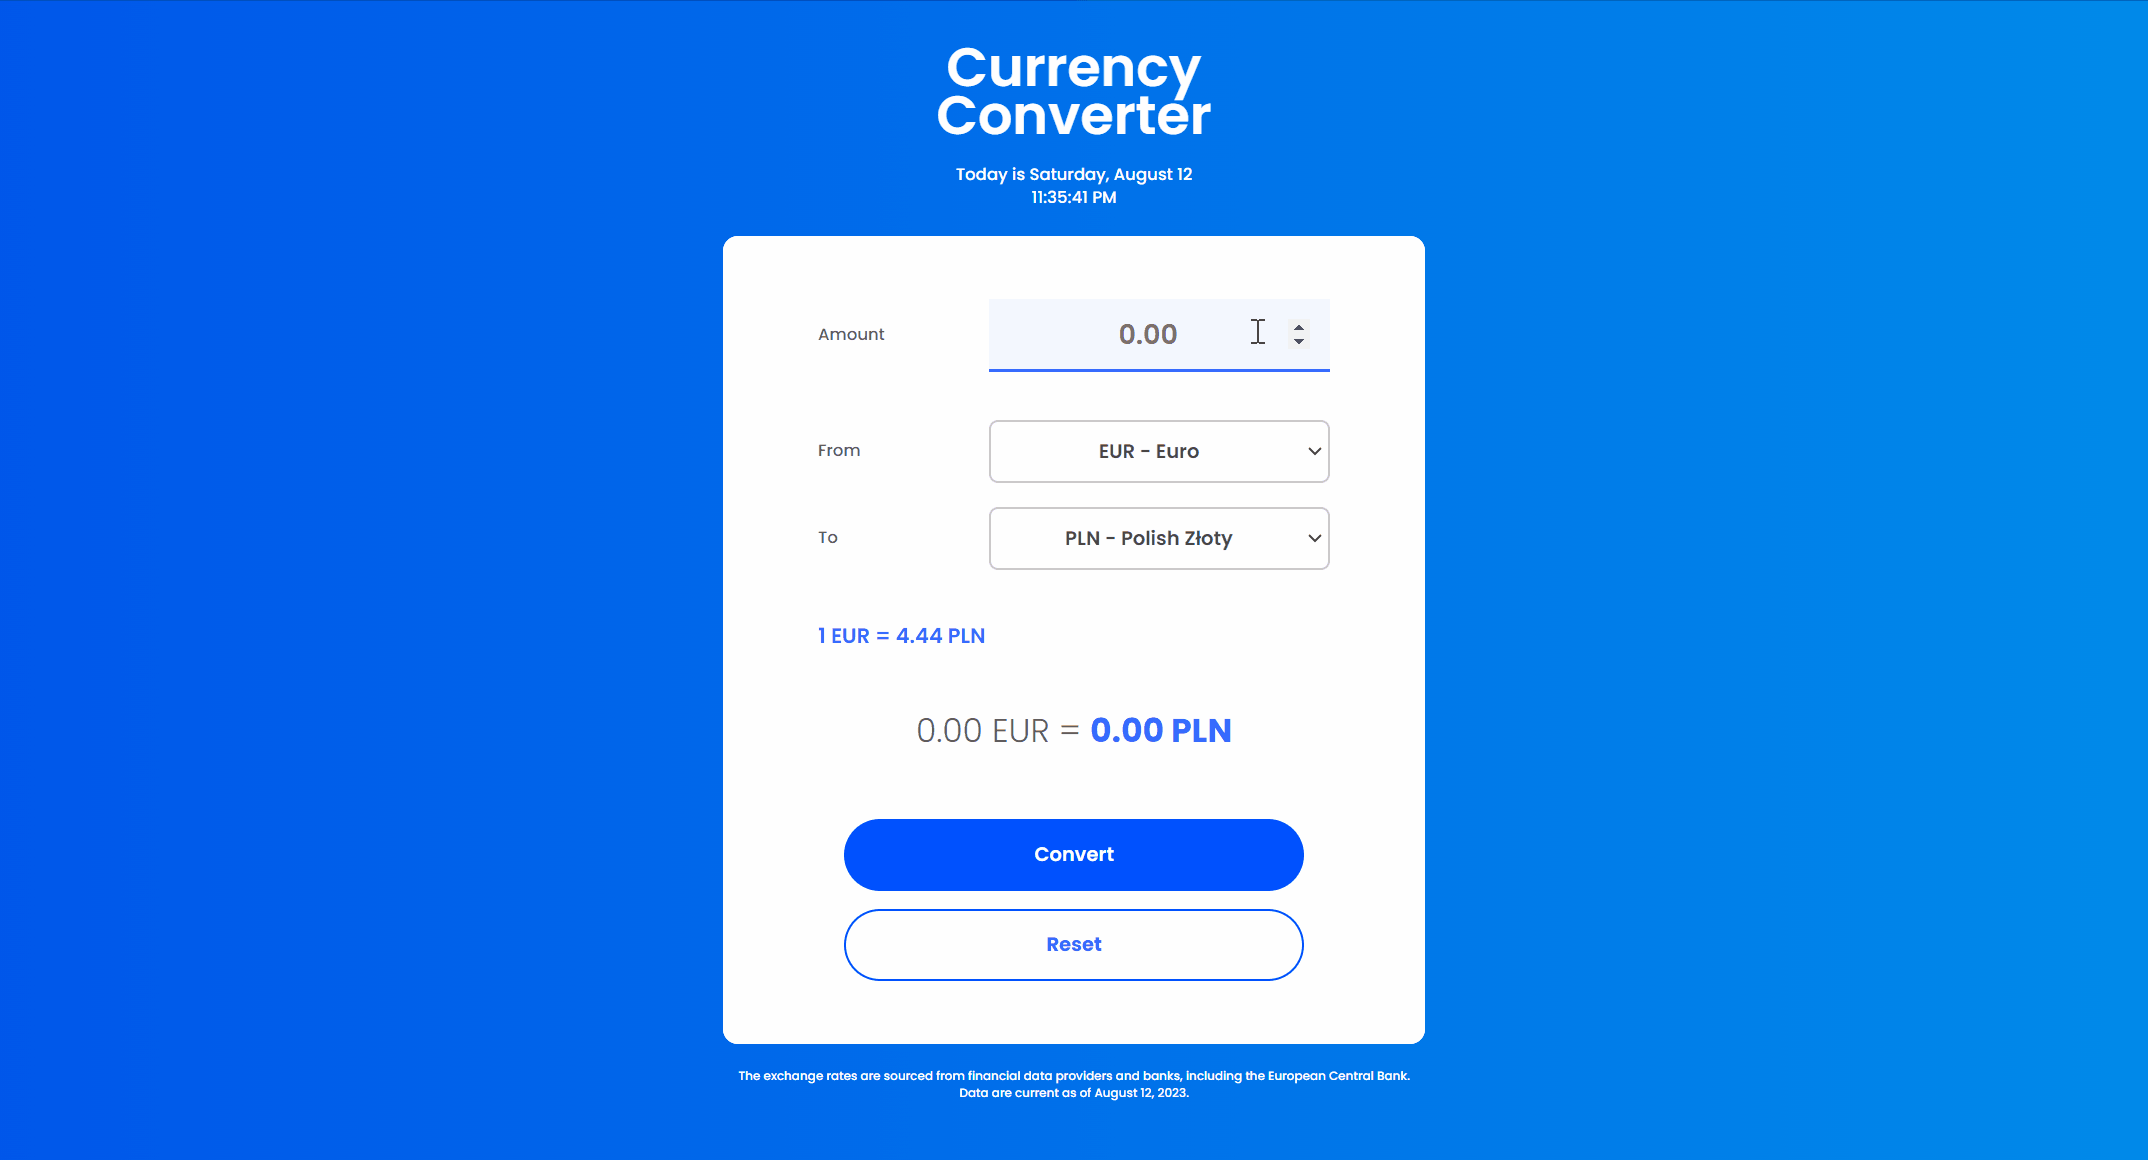 Currency
Converter
Today is Saturday, August 12
11:35:41 PM
Amount
0.00
From
EUR - Euro
To
PLN - Polish Złoty
1 EUR = 4.44 PLN
0.00 EUR = 0.00 PLN
Convert
Reset
The exchange rates are sourced from financial data providers and banks, including the European Central Bank.
Data are current as of August 12, 2023.